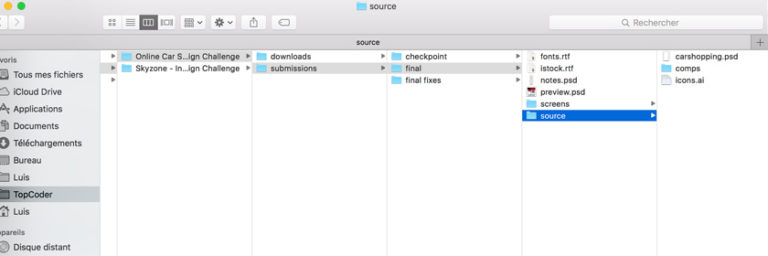 source
Rechercher
source
voris
Tous mes fichiers
iCloud Drive
Applications
Documents
Téléchargements
Bureau
Luis
TopCoder
Luis
pareils
Disque distant
Online Car S...ign Challenge
Skyzone - In...ign Challenge
downloads
submissions
checkpoint
final
final fixes
fonts.rtf
istock.rtf
notes.psd
preview.psd
screens
source
carshopping.psd
comps
icons.ai